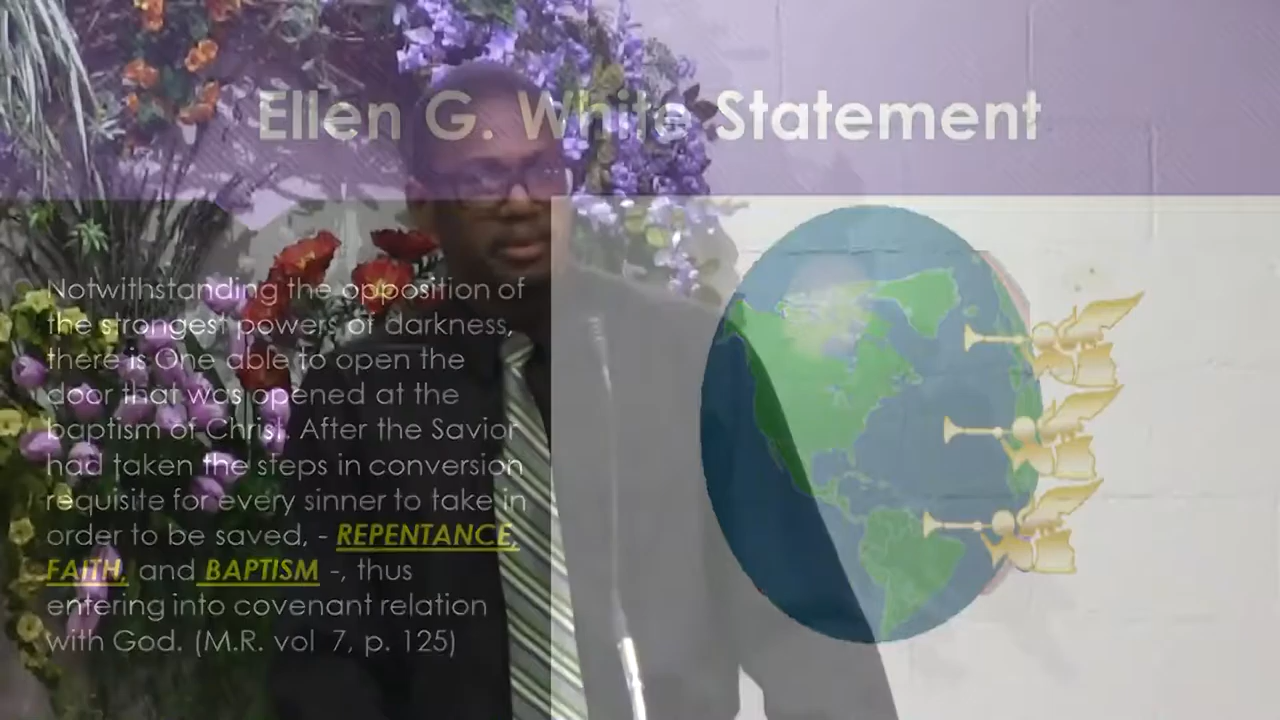 Ellen G. White Statement
Notwithstanding the opposition of
the strongest powers of darkness,
there is One able to open the
door that was opened at the
baptism of Christ. After the Savior
had taken the steps in conversion
requisite for every sinner to take in
order to be saved, - REPENTANCE,
FAITH, and BAPTISM -, thus
entering into covenant relation
with God. (M.R. vol 7, p. 125)